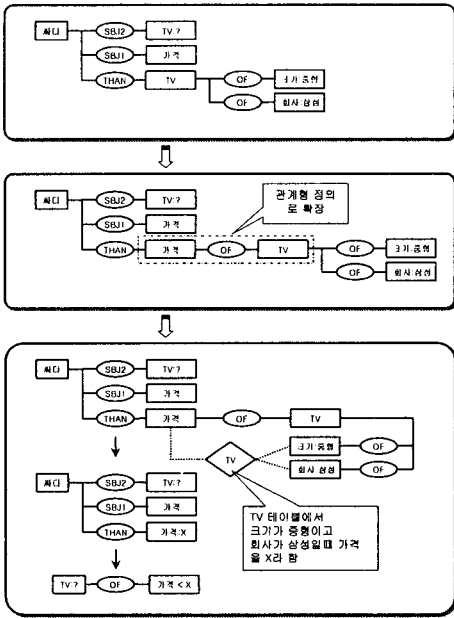 싸다 SBJ2 TV:?
SBJ1 가격
THAN TV OF 크기:중형
OF 회사:삼성
싸다 SBJ2 TV:?
관계형 정의
로 확장
SBJ1 가격
THAN 가격 OF TV OF 크기:중형
OF 회사:삼성
싸다 SBJ2 TV:?
SBJ1 가격
THAN 가격 OF TV
TV 크기:중형 OF
회사:삼성 OF
싸다 SBJ2 TV:?
SBJ1 가격
THAN 가격:X
TV 테이블에서
크기가 중형이고
회사가 삼성일때 가격
을 X라 함
TV:? OF 가격 < X